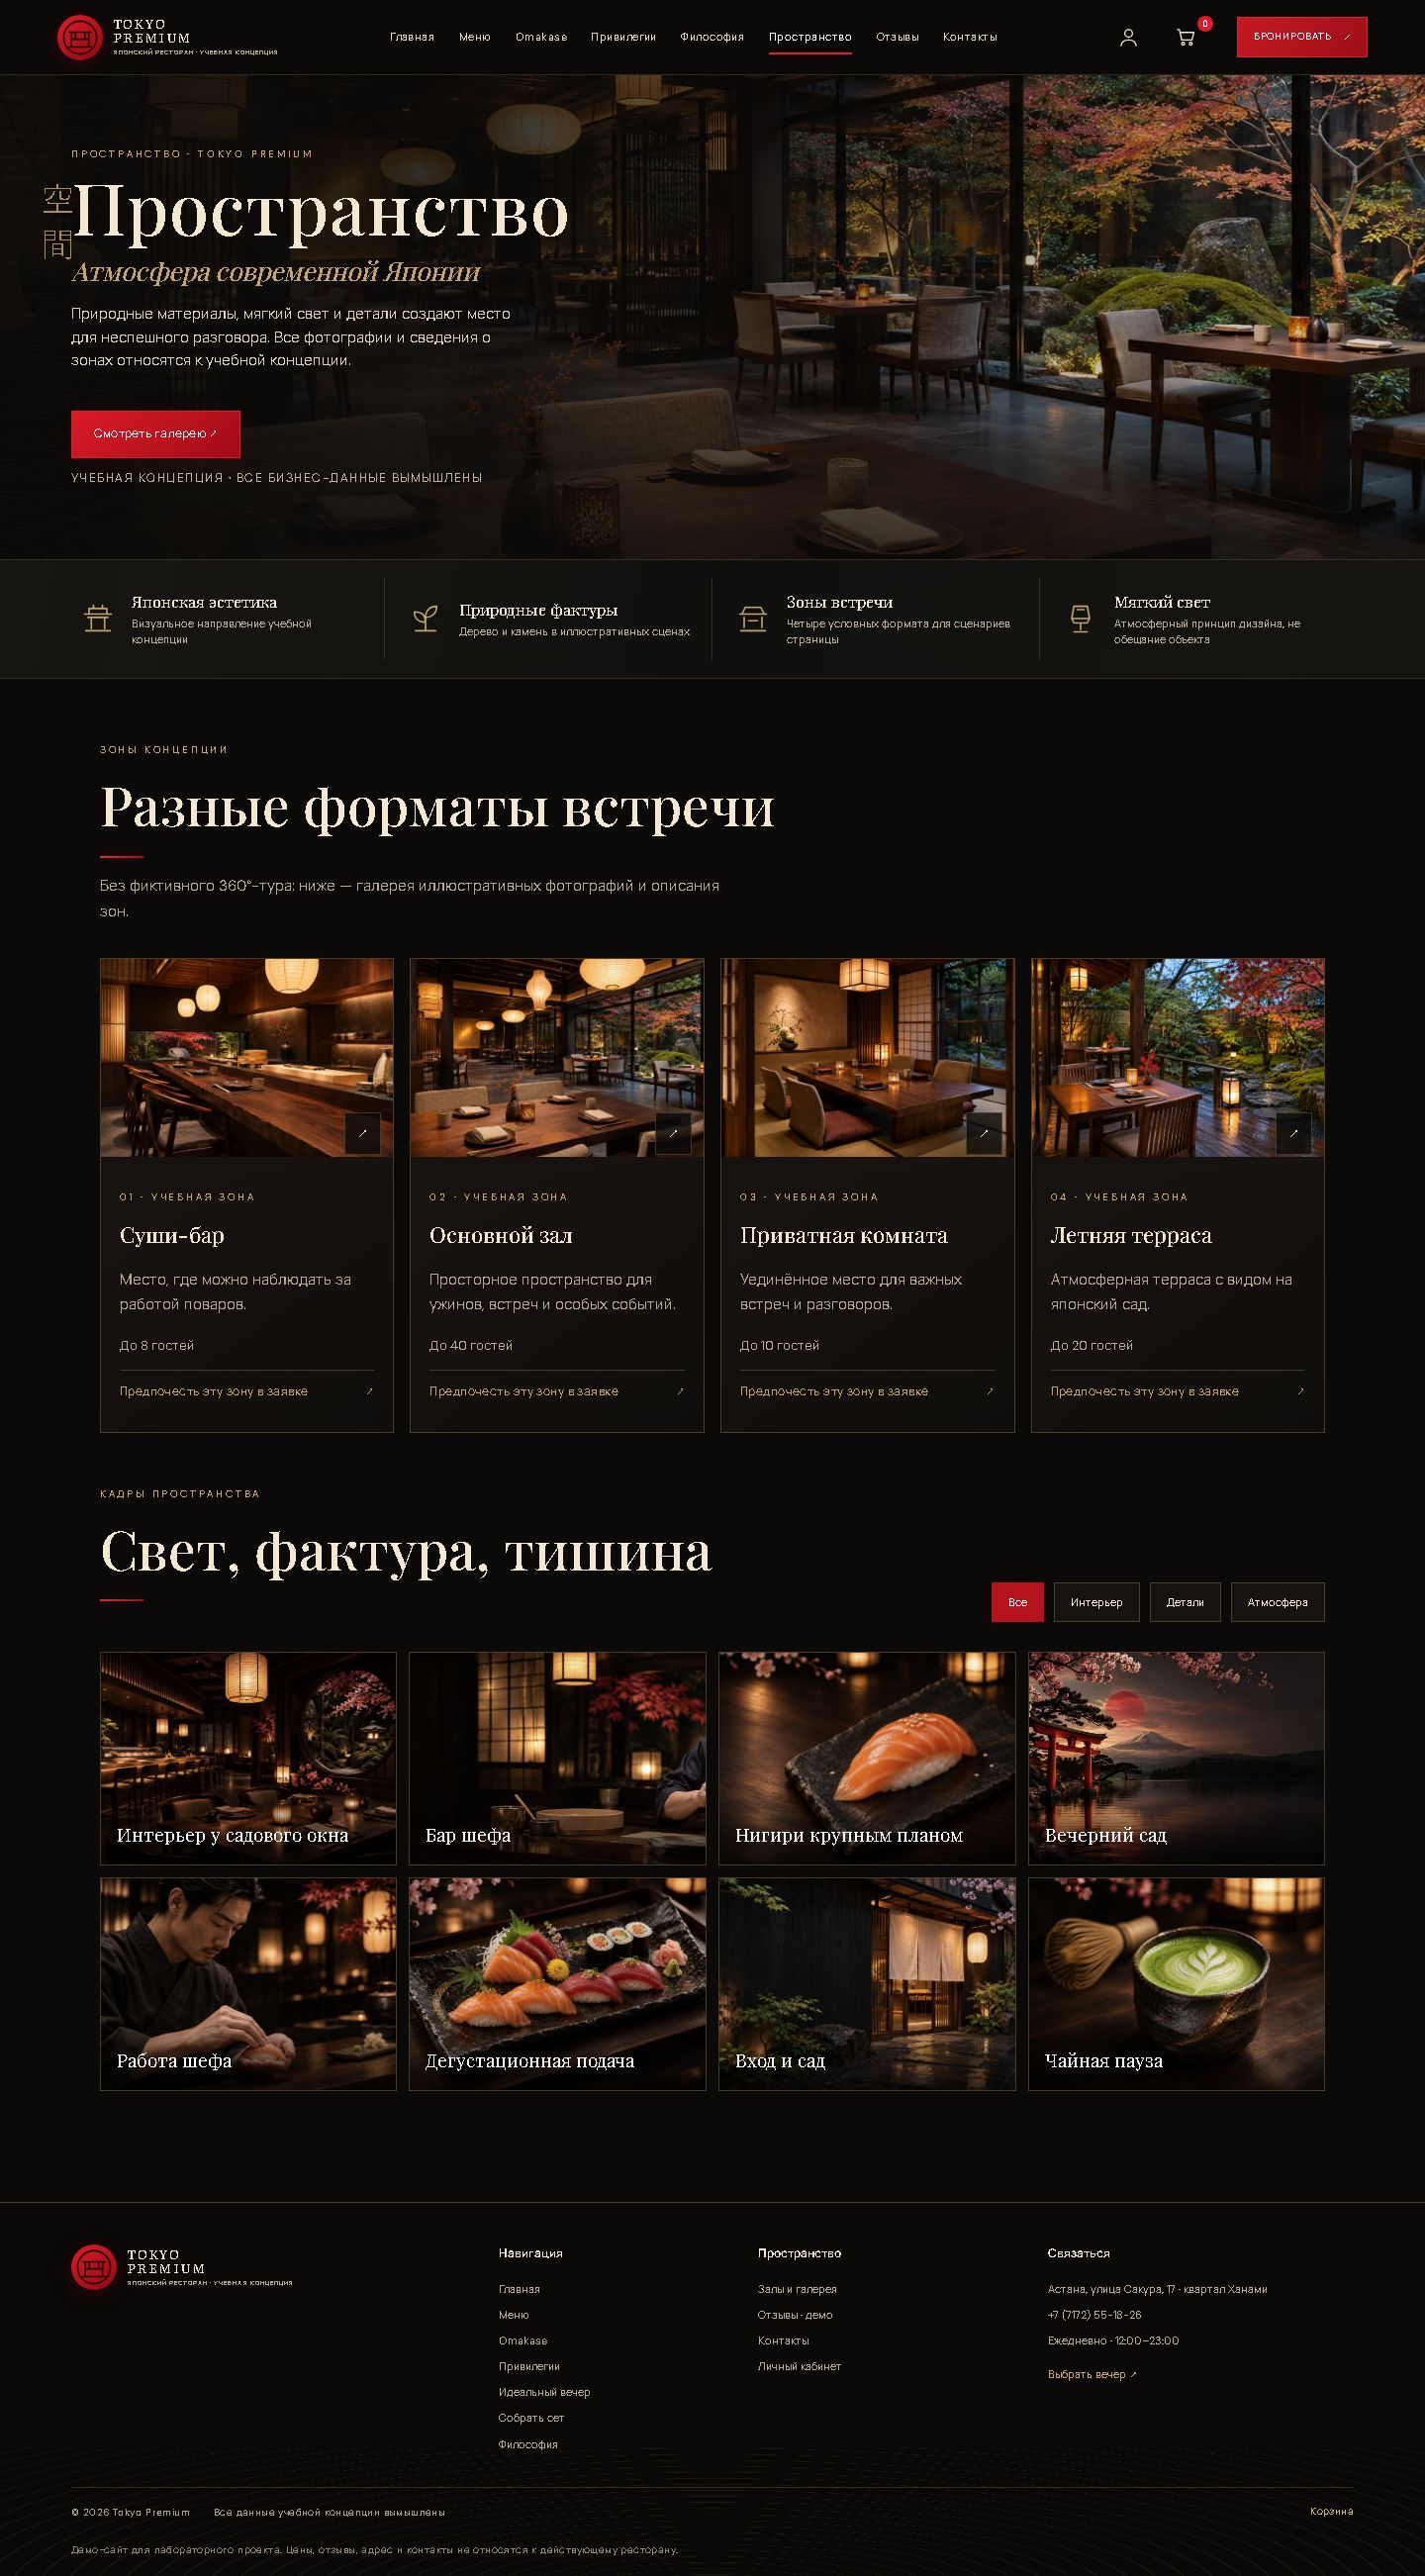 TOKYO
PREMIUM
ЯПОНСКИЙ РЕСТОРАН · УЧЕБНАЯ КОНЦЕПЦИЯ
Главная
Меню
Omakase
Привилегии
Философия
Пространство
Отзывы
Контакты
0
БРОНИРОВАТЬ ↗
ПРОСТРАНСТВО · TOKYO PREMIUM
空間
Пространство
Атмосфера современной Японии
Природные материалы, мягкий свет и детали создают место
для неспешного разговора. Все фотографии и сведения о
зонах относятся к учебной концепции.
Смотреть галерею ↗
УЧЕБНАЯ КОНЦЕПЦИЯ · ВСЕ БИЗНЕС-ДАННЫЕ ВЫМЫШЛЕНЫ
Японская эстетика
Визуальное направление учебной
концепции
Природные фактуры
Дерево и камень в иллюстративных сценах
Зоны встречи
Четыре условных формата для сценариев
страницы
Мягкий свет
Атмосферный принцип дизайна, не
обещание объекта
ЗОНЫ КОНЦЕПЦИИ
Разные форматы встречи
Без фиктивного 360°-тура: ниже — галерея иллюстративных фотографий и описания
зон.
↗
01 · УЧЕБНАЯ ЗОНА
Суши-бар
Место, где можно наблюдать за
работой поваров.
До 8 гостей
Предпочесть эту зону в заявке ↗
↗
02 · УЧЕБНАЯ ЗОНА
Основной зал
Просторное пространство для
ужинов, встреч и особых событий.
До 40 гостей
Предпочесть эту зону в заявке ↗
↗
03 · УЧЕБНАЯ ЗОНА
Приватная комната
Уединённое место для важных
встреч и разговоров.
До 10 гостей
Предпочесть эту зону в заявке ↗
↗
04 · УЧЕБНАЯ ЗОНА
Летняя терраса
Атмосферная терраса с видом на
японский сад.
До 20 гостей
Предпочесть эту зону в заявке ↗
КАДРЫ ПРОСТРАНСТВА
Свет, фактура, тишина
Все
Интерьер
Детали
Атмосфера
Интерьер у садового окна
Бар шефа
Нигири крупным планом
Вечерний сад
Работа шефа
Дегустационная подача
Вход и сад
Чайная пауза
TOKYO
PREMIUM
ЯПОНСКИЙ РЕСТОРАН · УЧЕБНАЯ КОНЦЕПЦИЯ
Навигация
Главная
Меню
Omakase
Привилегии
Идеальный вечер
Собрать сет
Философия
Пространство
Залы и галерея
Отзывы · демо
Контакты
Личный кабинет
Связаться
Астана, улица Сакура, 17 · квартал Ханами
+7 (7172) 55-18-26
Ежедневно · 12:00–23:00
Выбрать вечер ↗
© 2026 Tokyo Premium
Все данные учебной концепции вымышлены
Корзина
Демо-сайт для лабораторного проекта. Цены, отзывы, адрес и контакты не относятся к действующему ресторану.